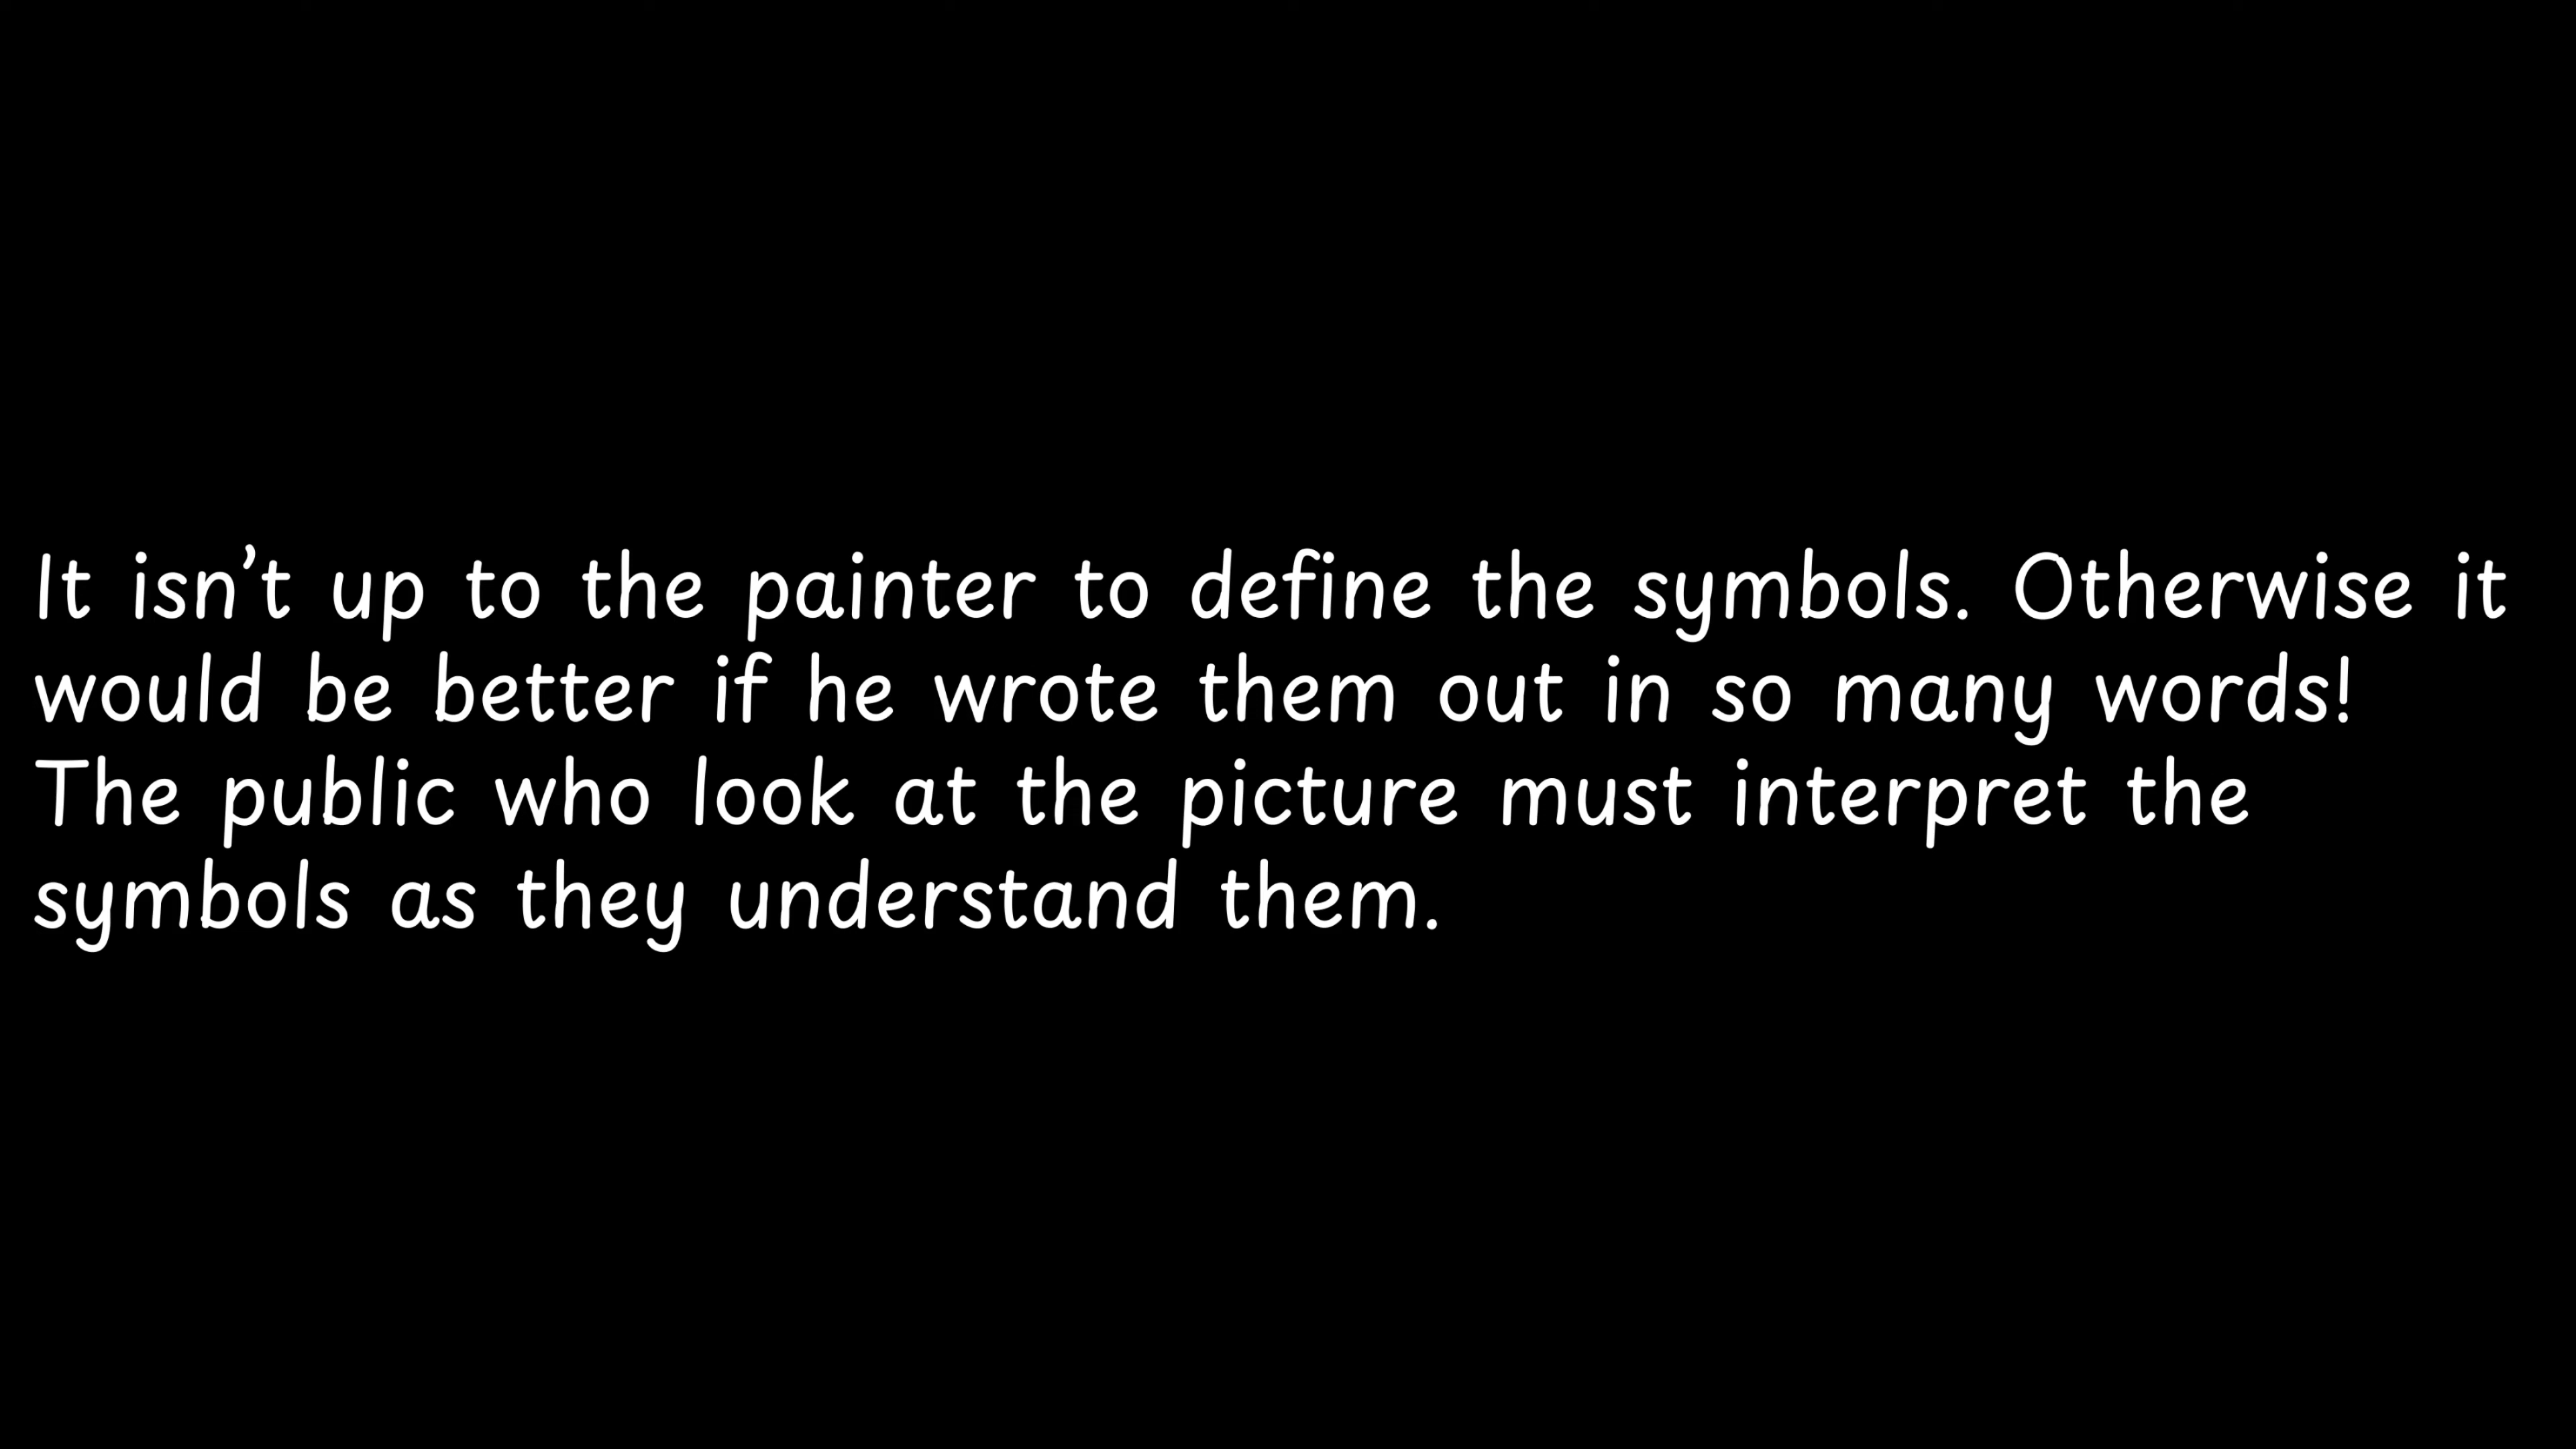 It isn’t up to the painter to define the symbols. Otherwise it
would be better if he wrote them out in so many words!
The public who look at the picture must interpret the
symbols as they understand them.